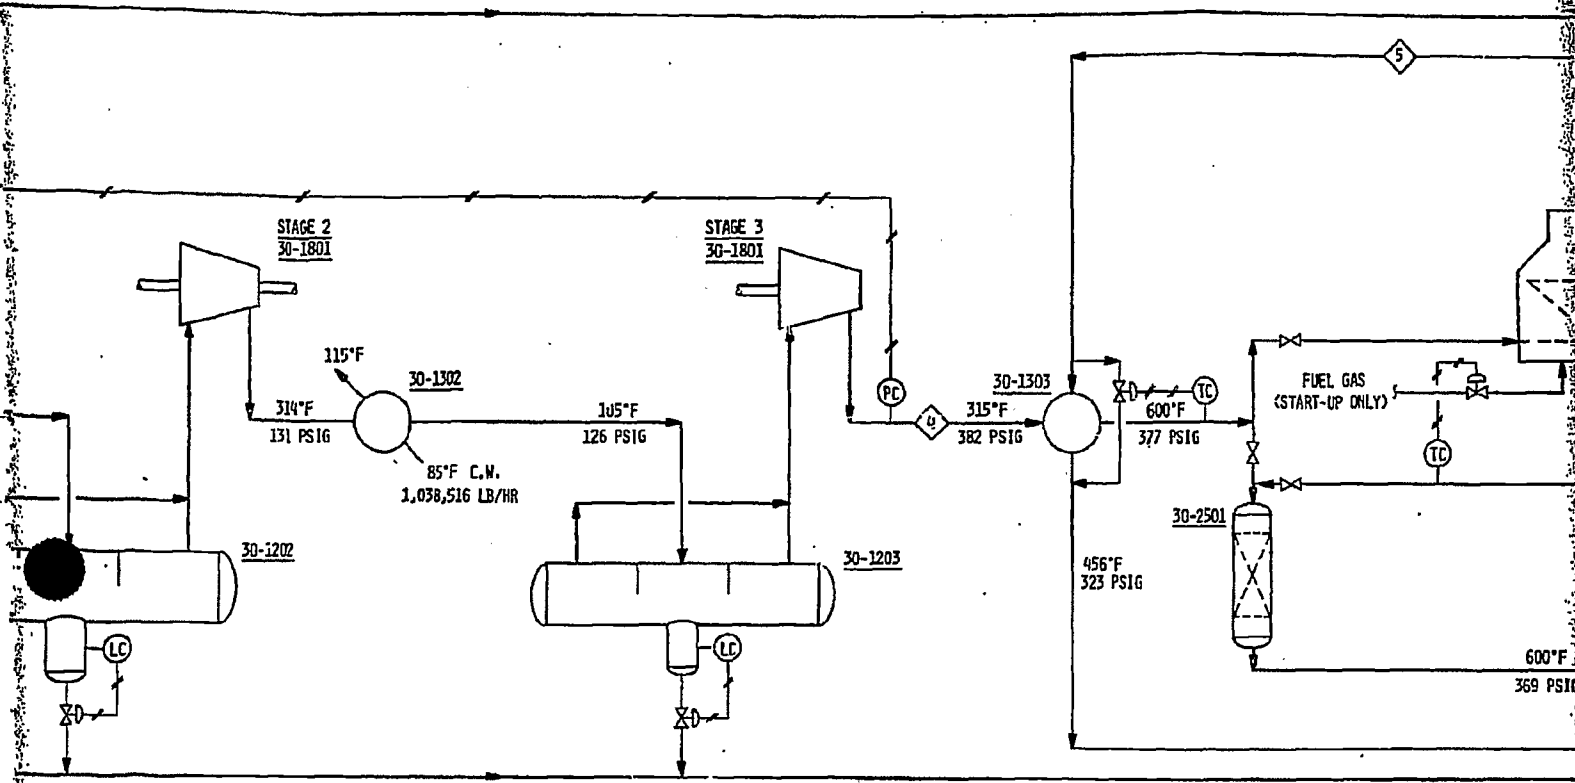 5
STAGE 2
30-1801
STAGE 3
30-1801
115°F
30-1302
314°F
131 PSIG
105°F
126 PSIG
85°F C.W.
1,038,516 LB/HR
PC
4
315°F
382 PSIG
30-1303
TC
600°F
377 PSIG
FUEL GAS
(START-UP ONLY)
TC
30-1202
30-1203
30-2501
456°F
323 PSIG
LC
LC
600°F
369 PSIG